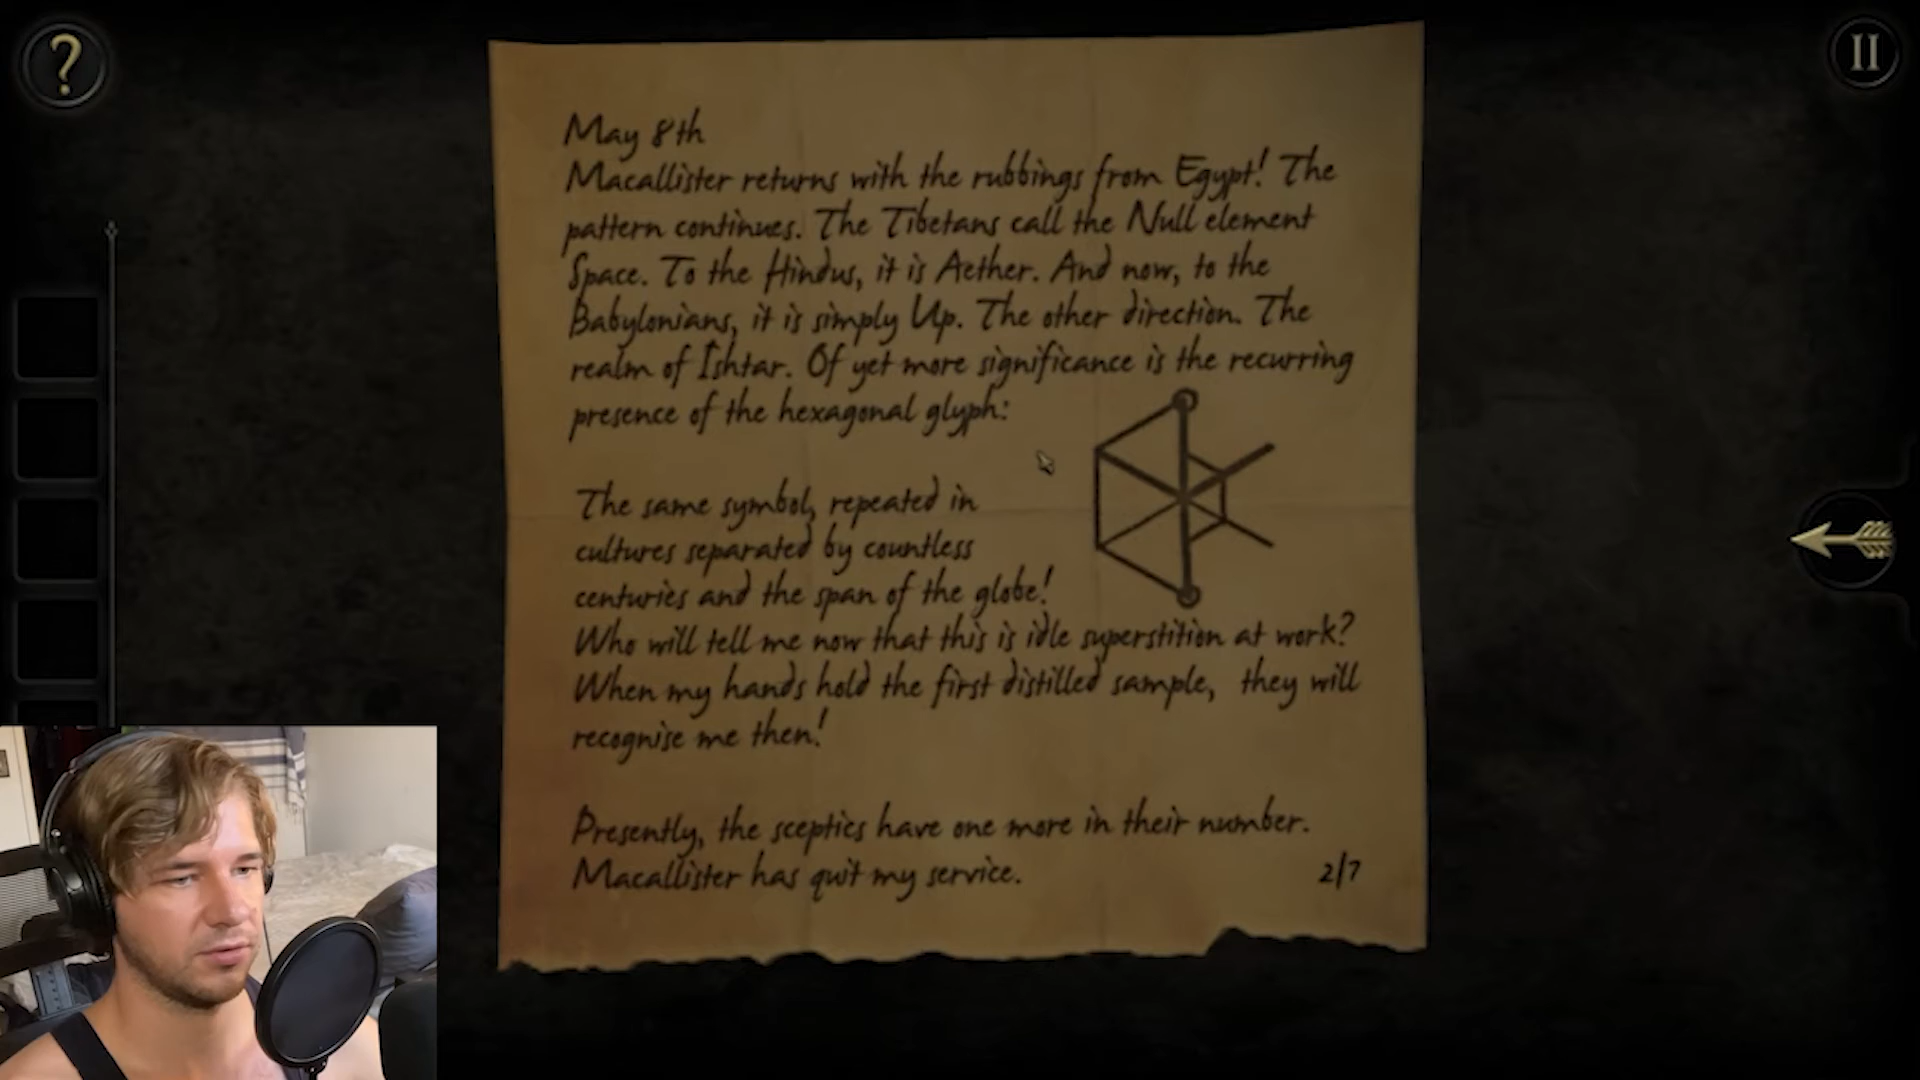 ?
II
May 8th
Macallister returns with the rubbings from Egypt! The
pattern continues. The Tibetans call the Null element
Space. To the Hindus, it is Aether. And now, to the
Babylonians, it is simply Up. The other direction. The
realm of Ishtar. Of yet more significance is the recurring
presence of the hexagonal glyph:
The same symbol, repeated in
cultures separated by countless
centuries and the span of the globe!
Who will tell me now that this is idle superstition at work?
When my hands hold the first distilled sample, they will
recognise me then!
Presently, the sceptics have one more in their number.
Macallister has quit my service.
2/7